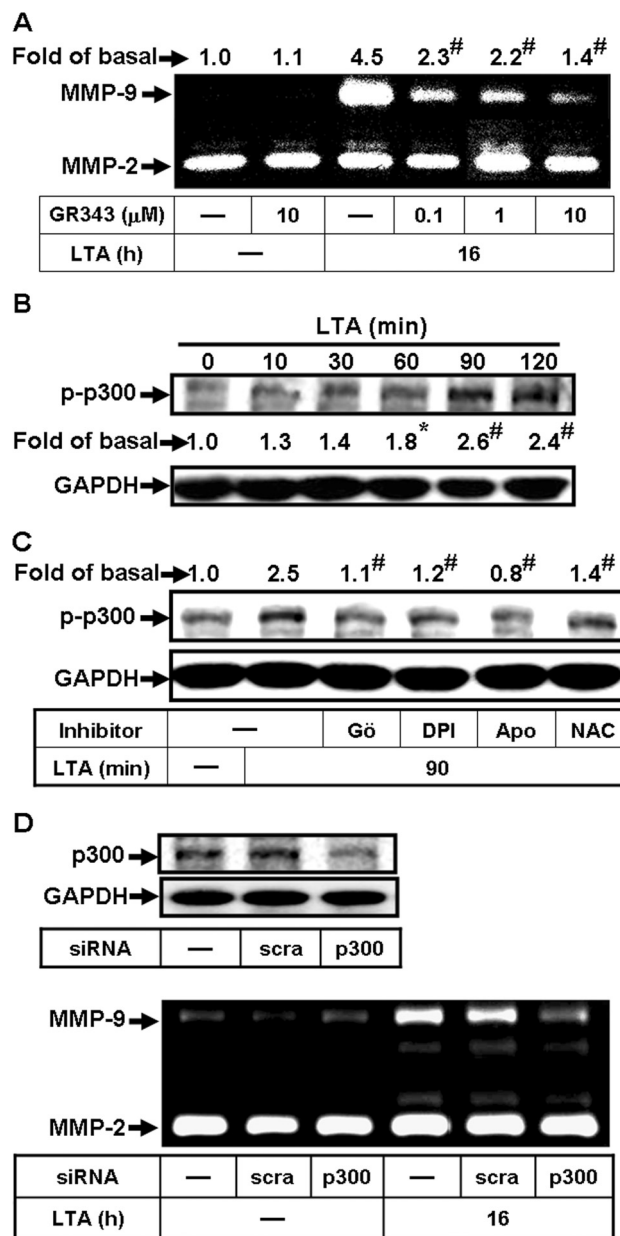 A
Fold of basal 1.0 1.1 4.5 2.3# 2.2# 1.4#
MMP-9
MMP-2
GR343 (μM) — 10 — 0.1 1 10
LTA (h) — 16
B
LTA (min)
0 10 30 60 90 120
p-p300
Fold of basal 1.0 1.3 1.4 1.8* 2.6# 2.4#
GAPDH
C
Fold of basal 1.0 2.5 1.1# 1.2# 0.8# 1.4#
p-p300
GAPDH
Inhibitor — Gö DPI Apo NAC
LTA (min) — 90
D
p300
GAPDH
siRNA — scra p300
MMP-9
MMP-2
siRNA — scra p300 — scra p300
LTA (h) — 16